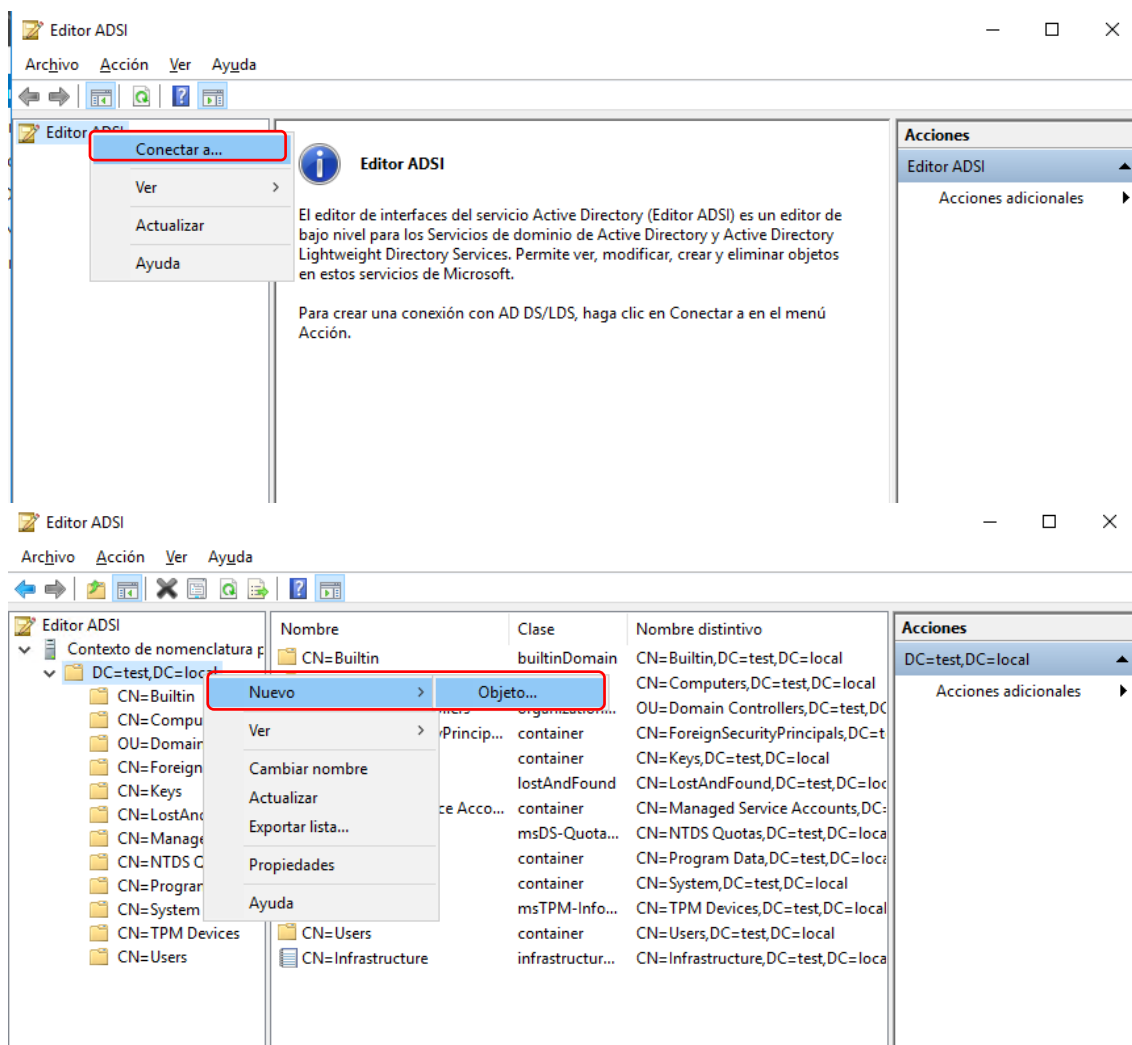 Editor ADSI
Archivo Acción Ver Ayuda
Editor ADSI
Conectar a...
Ver
Actualizar
Ayuda
Editor ADSI
El editor de interfaces del servicio Active Directory (Editor ADSI) es un editor de
bajo nivel para los Servicios de dominio de Active Directory y Active Directory
Lightweight Directory Services. Permite ver, modificar, crear y eliminar objetos
en estos servicios de Microsoft.
Para crear una conexión con AD DS/LDS, haga clic en Conectar a en el menú
Acción.
Acciones
Editor ADSI
Acciones adicionales
Editor ADSI
Archivo Acción Ver Ayuda
Editor ADSI
Contexto de nomenclatura p
DC=test,DC=local
CN=Builtin
CN=Compu
OU=Domain
CN=Foreign
CN=Keys
CN=LostAnd
CN=Manage
CN=NTDS Q
CN=Program
CN=System
CN=TPM Devices
CN=Users
Nuevo
Objeto...
Ver
Cambiar nombre
Actualizar
Exportar lista...
Propiedades
Ayuda
Nombre Clase Nombre distintivo
CN=Builtin builtinDomain CN=Builtin,DC=test,DC=local
CN=Computers,DC=test,DC=local
organization... OU=Domain Controllers,DC=test,DC
Princip... container CN=ForeignSecurityPrincipals,DC=t
container CN=Keys,DC=test,DC=local
lostAndFound CN=LostAndFound,DC=test,DC=loc
ce Acco... container CN=Managed Service Accounts,DC=
msDS-Quota... CN=NTDS Quotas,DC=test,DC=loca
container CN=Program Data,DC=test,DC=loca
container CN=System,DC=test,DC=local
msTPM-Info... CN=TPM Devices,DC=test,DC=local
CN=Users container CN=Users,DC=test,DC=local
CN=Infrastructure infrastructur... CN=Infrastructure,DC=test,DC=loca
Acciones
DC=test,DC=local
Acciones adicionales